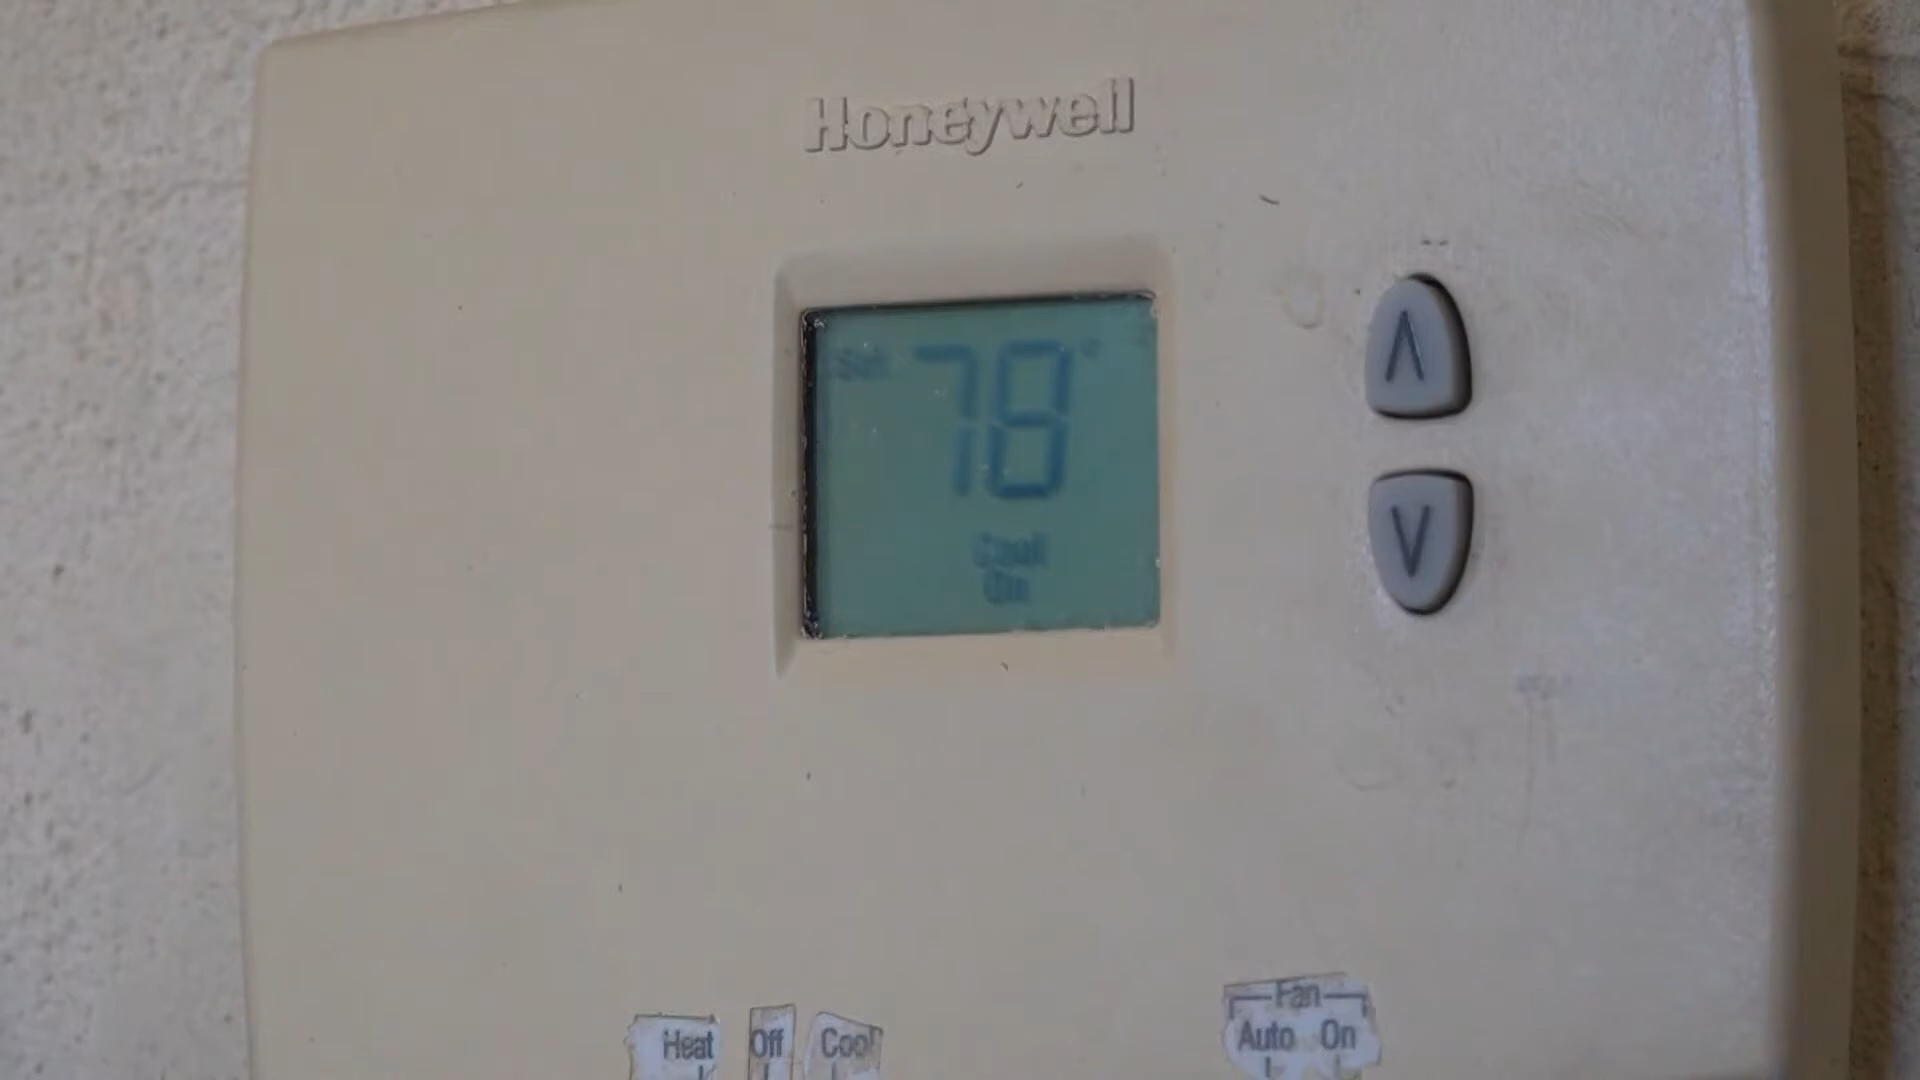 Honeywell
Set 78°
Cool
On
Fan
Heat Off Cool Auto On